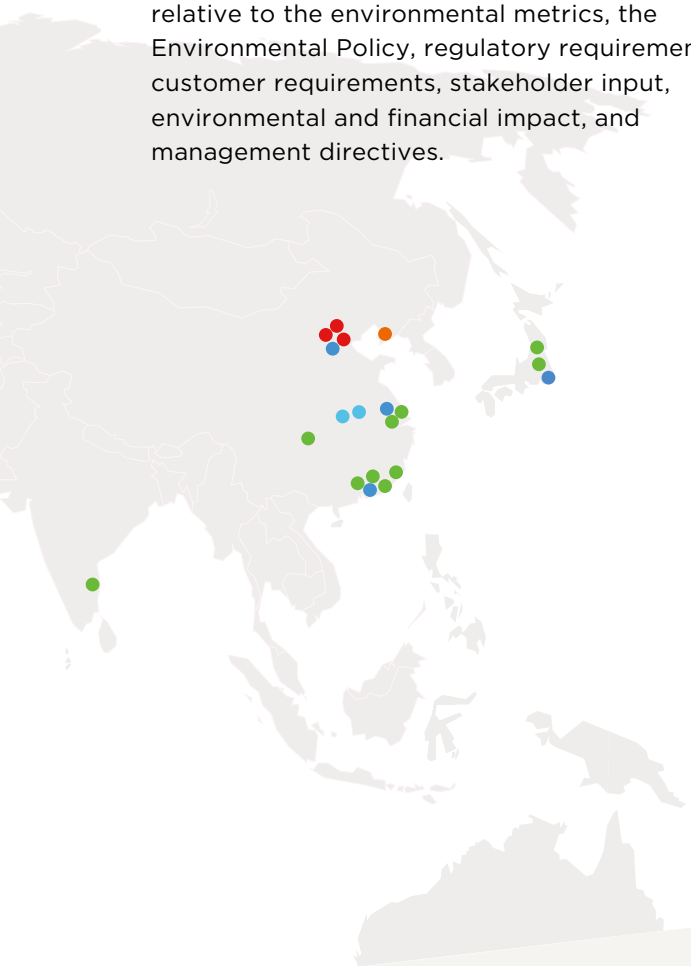 relative to the environmental metrics, the
Environmental Policy, regulatory
customer requirements, stakeholder input,
environmental and financial impact, and
management directives.